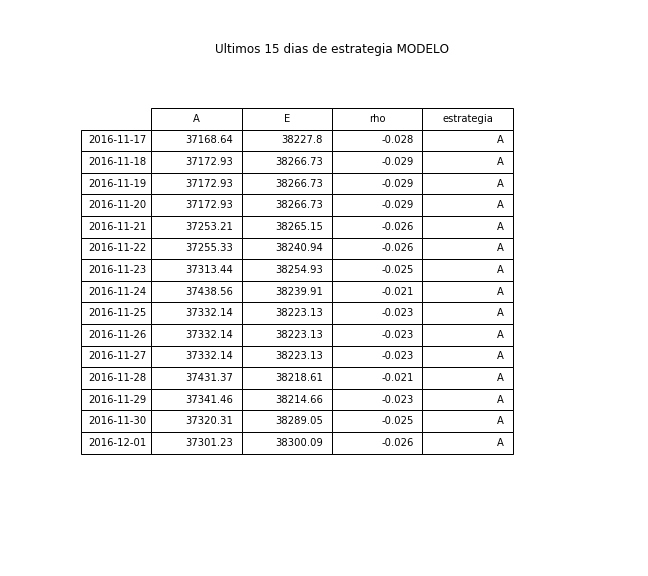 Ultimos 15 dias de estrategia MODELO
A E rho estrategia
2016-11-17 37168.64 38227.8 -0.028 A
2016-11-18 37172.93 38266.73 -0.029 A
2016-11-19 37172.93 38266.73 -0.029 A
2016-11-20 37172.93 38266.73 -0.029 A
2016-11-21 37253.21 38265.15 -0.026 A
2016-11-22 37255.33 38240.94 -0.026 A
2016-11-23 37313.44 38254.93 -0.025 A
2016-11-24 37438.56 38239.91 -0.021 A
2016-11-25 37332.14 38223.13 -0.023 A
2016-11-26 37332.14 38223.13 -0.023 A
2016-11-27 37332.14 38223.13 -0.023 A
2016-11-28 37431.37 38218.61 -0.021 A
2016-11-29 37341.46 38214.66 -0.023 A
2016-11-30 37320.31 38289.05 -0.025 A
2016-12-01 37301.23 38300.09 -0.026 A